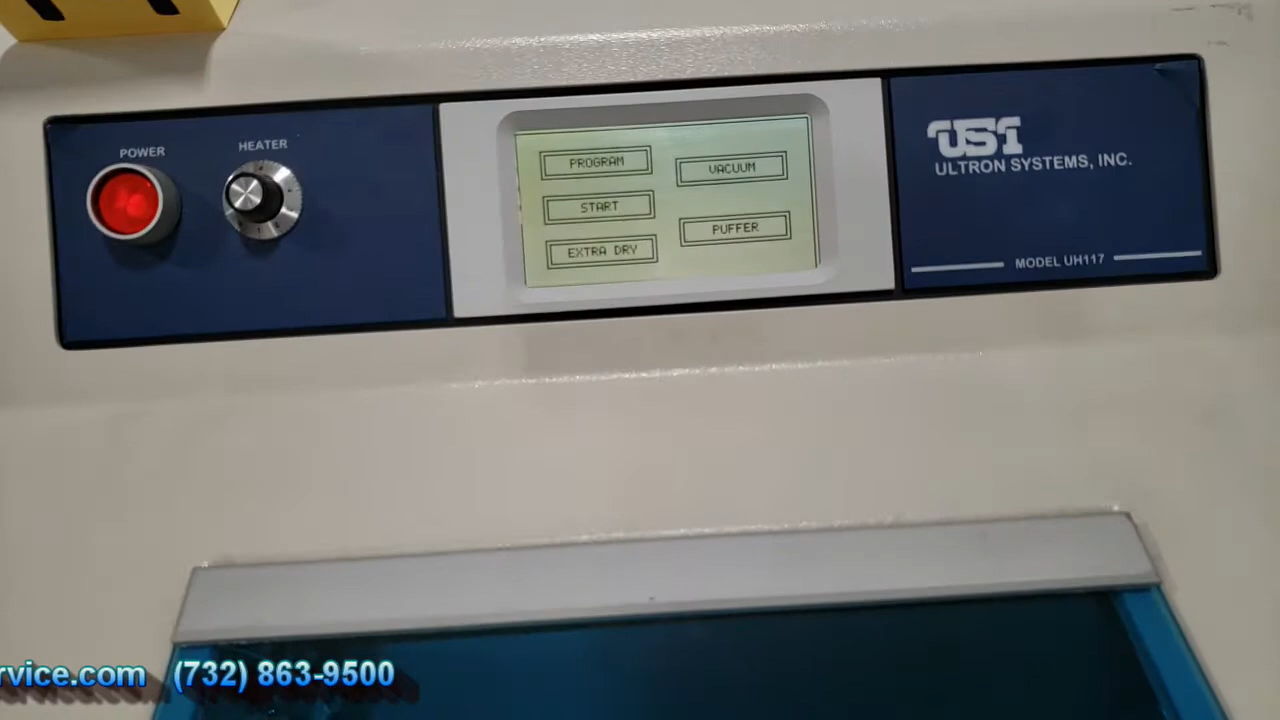 POWER
HEATER
PROGRAM
VACUUM
START
PUFFER
EXTRA DRY
USI
ULTRON SYSTEMS, INC.
MODEL UH117
rvice.com (732) 863-9500